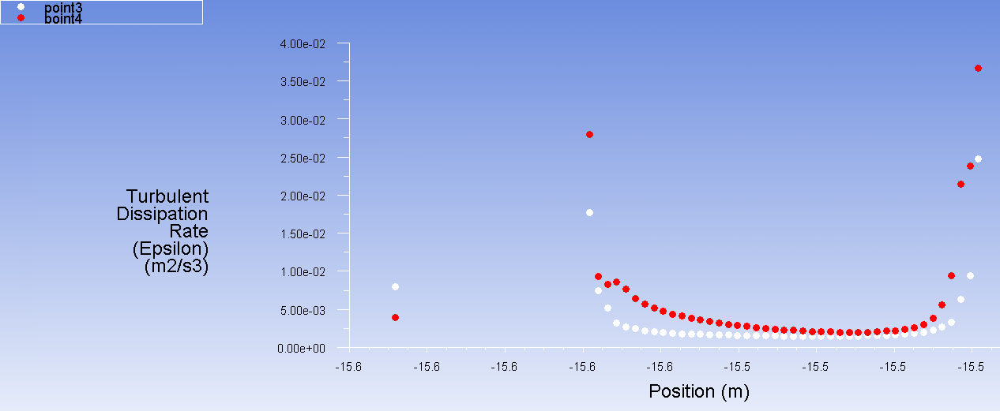 point3
point4
4.00e-02
3.50e-02
3.00e-02
2.50e-02
2.00e-02
1.50e-02
1.00e-02
5.00e-03
0.00e+00
Turbulent
Dissipation
Rate
(Epsilon)
(m2/s3)
-15.6 -15.6 -15.6 -15.6 -15.6 -15.5 -15.5 -15.5 -15.5
Position (m)